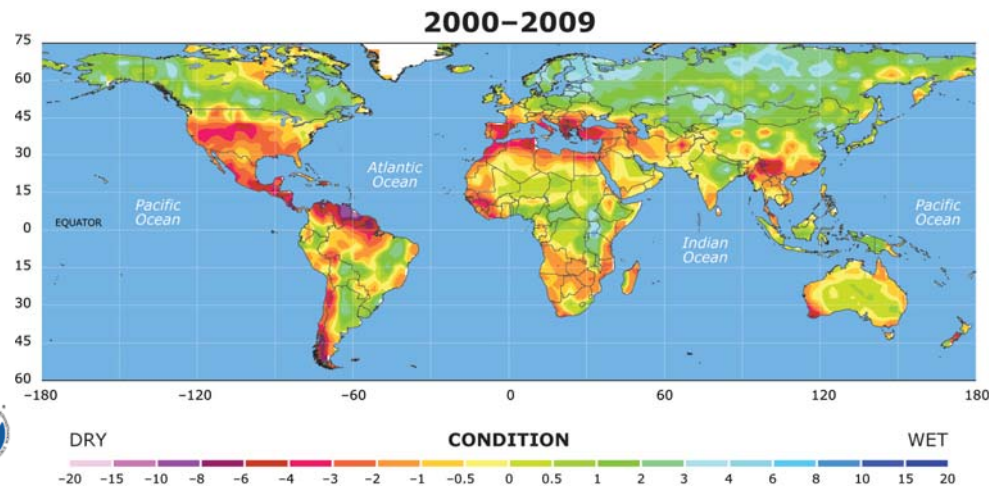 2000–2009
75
60
45
30
15
0
15
30
45
60
EQUATOR
Pacific
Ocean
Atlantic
Ocean
Indian
Ocean
Pacific
Ocean
–180 –120 –60 0 60 120 180
DRY CONDITION WET
–20 –15 –10 –8 –6 –4 –3 –2 –1 –0.5 0 0.5 1 2 3 4 6 8 10 15 20